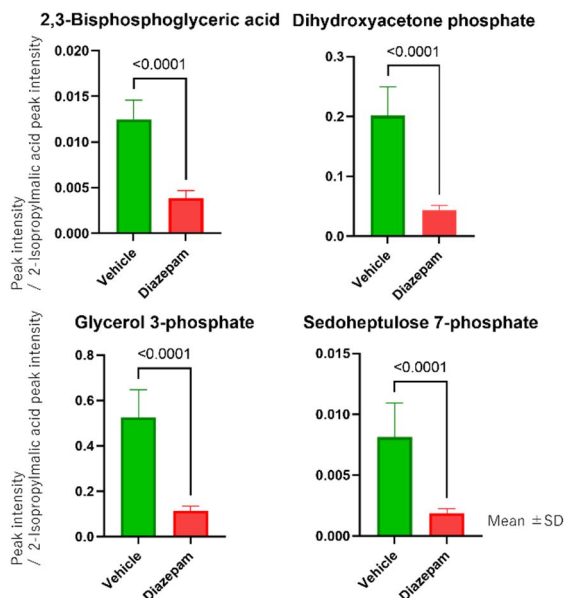 2,3-Bisphosphoglyceric acid
Dihydroxyacetone phosphate
Peak intensity
/ 2-Isopropylmalic acid peak intensity
0.020
0.015
0.010
0.005
0.000
<0.0001
Vehicle
Diazepam
0.3
0.2
0.1
0.0
<0.0001
Vehicle
Diazepam
Glycerol 3-phosphate
Sedoheptulose 7-phosphate
Peak intensity
/ 2-Isopropylmalic acid peak intensity
0.8
0.6
0.4
0.2
0.0
<0.0001
Vehicle
Diazepam
0.015
0.010
0.005
0.000
<0.0001
Vehicle
Diazepam
Mean ±SD